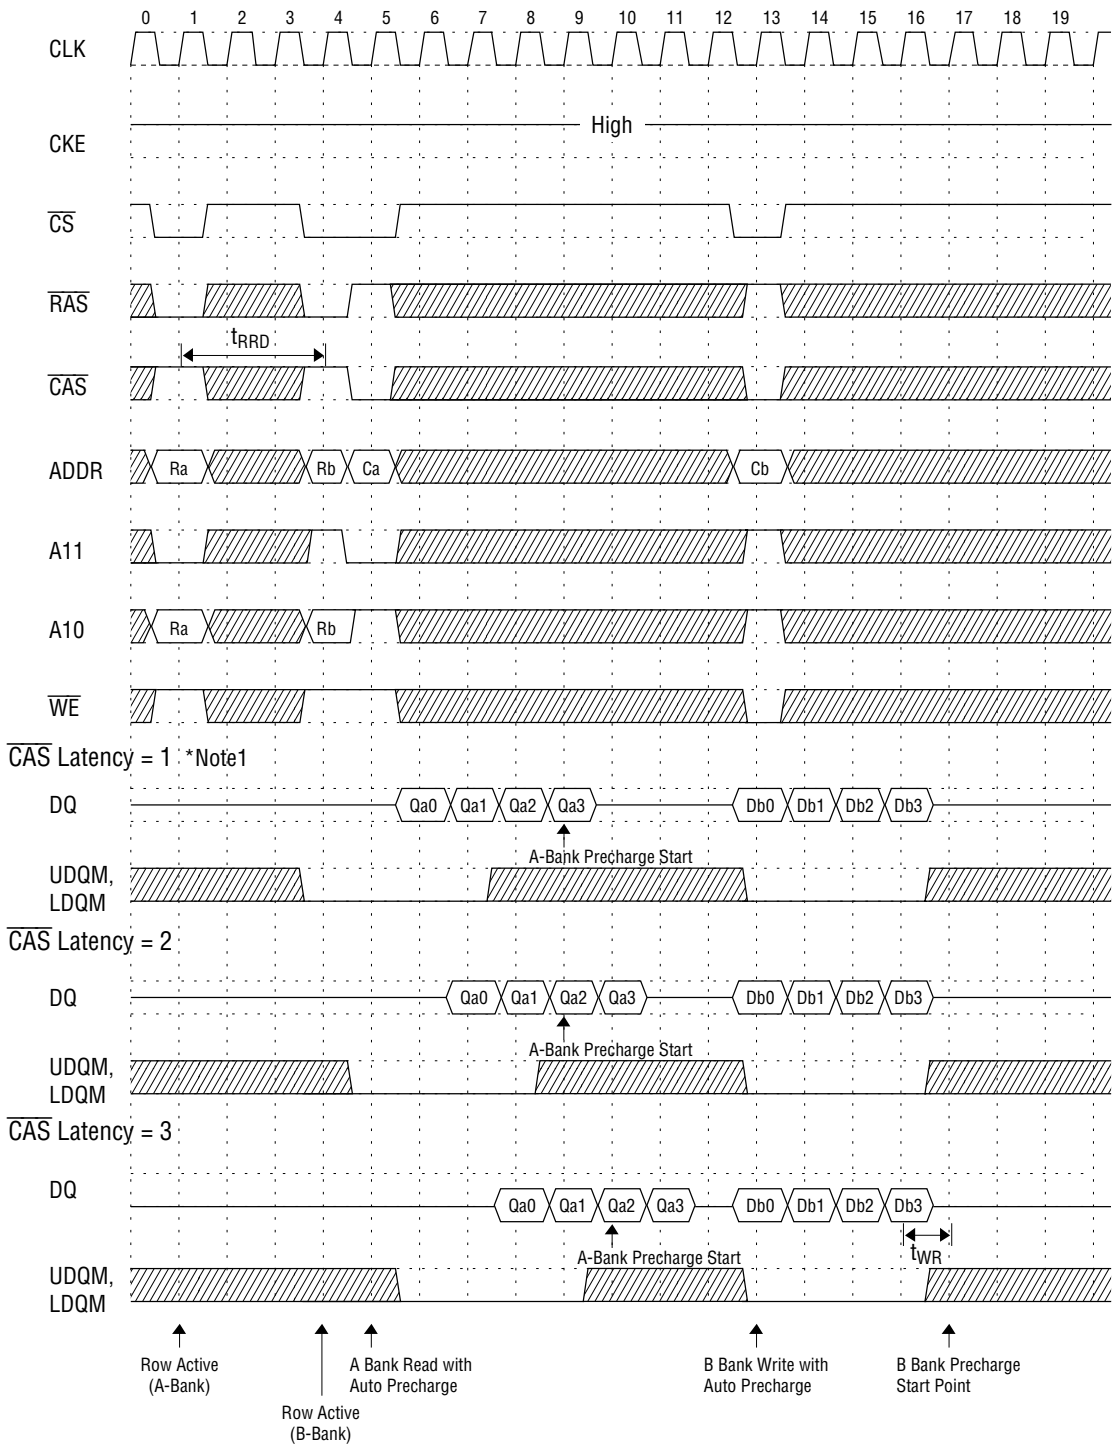 0 1 2 3 4 5 6 7 8 9 10 11 12 13 14 15 16 17 18 19
CLK
CKE
High
CS
RAS
tRRD
CAS
ADDR
Ra Rb Ca Cb
A11
A10
Ra Rb
WE
CAS Latency = 1 *Note1
DQ
Qa0 Qa1 Qa2 Qa3 Db0 Db1 Db2 Db3
A-Bank Precharge Start
UDQM,
LDQM
CAS Latency = 2
DQ
Qa0 Qa1 Qa2 Qa3 Db0 Db1 Db2 Db3
A-Bank Precharge Start
UDQM,
LDQM
CAS Latency = 3
DQ
Qa0 Qa1 Qa2 Qa3 Db0 Db1 Db2 Db3
A-Bank Precharge Start
tWR
UDQM,
LDQM
Row Active
(A-Bank)
Row Active
(B-Bank)
A Bank Read with
Auto Precharge
B Bank Write with
Auto Precharge
B Bank Precharge
Start Point